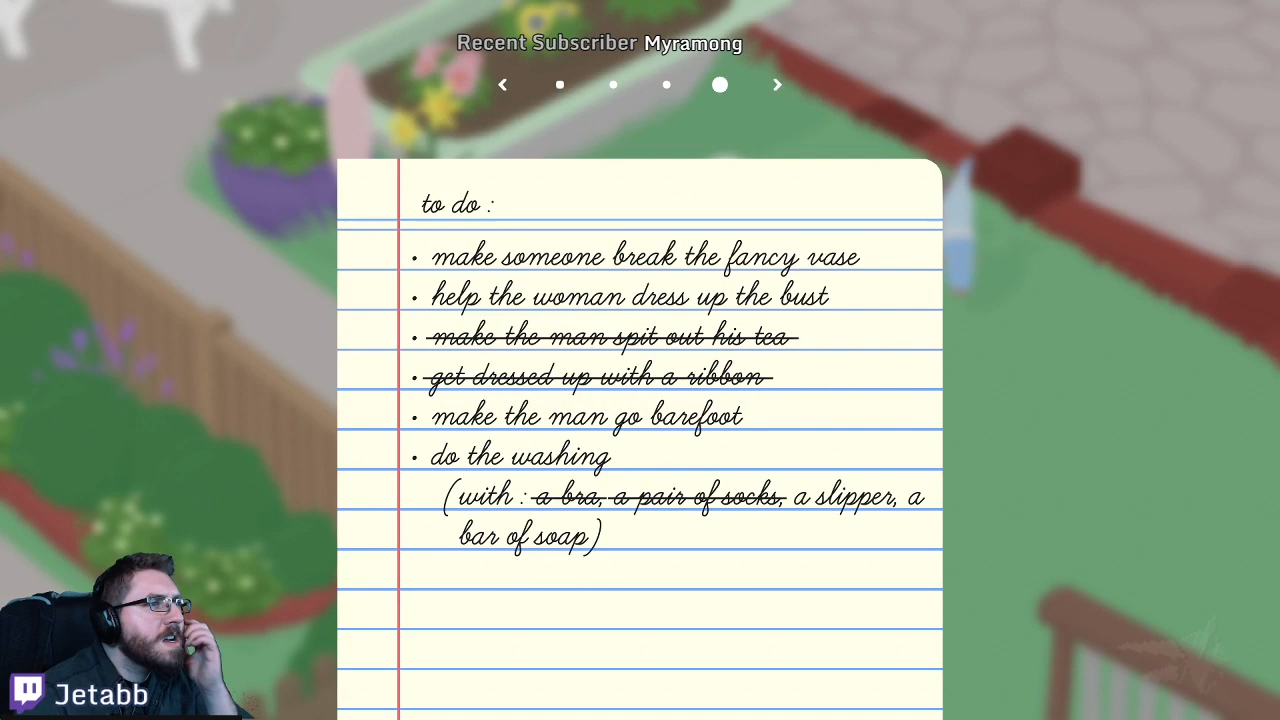 Recent Subscriber Myramong
to do :
• make someone break the fancy vase
• help the woman dress up the bust
• make the man spit out his tea
• get dressed up with a ribbon
• make the man go barefoot
• do the washing
(with : a bra, a pair of socks, a slipper, a
bar of soap)
Jetabb